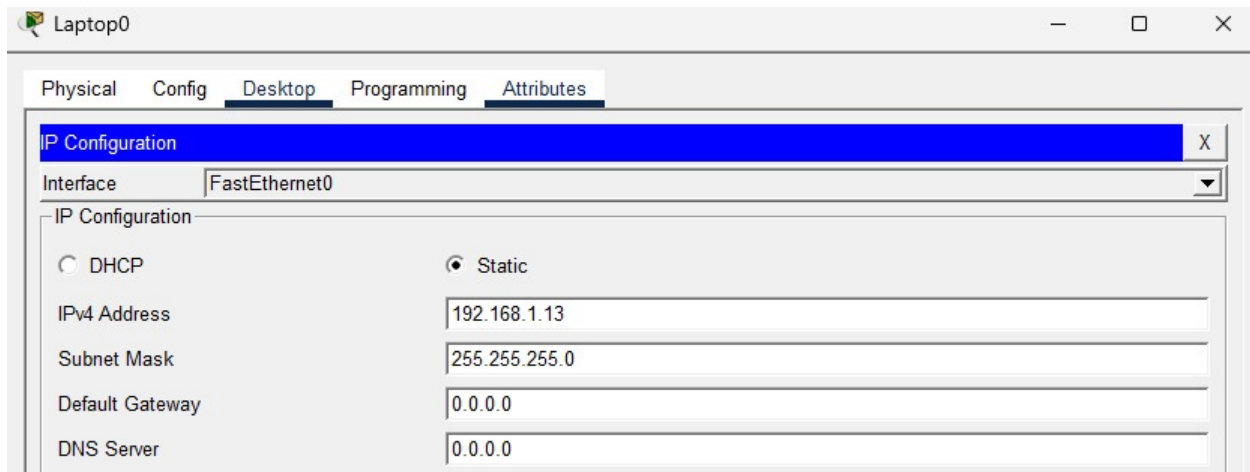 Laptop0
Physical Config Desktop Programming Attributes
IP Configuration X
Interface FastEthernet0
IP Configuration
DHCP Static
IPv4 Address 192.168.1.13
Subnet Mask 255.255.255.0
Default Gateway 0.0.0.0
DNS Server 0.0.0.0